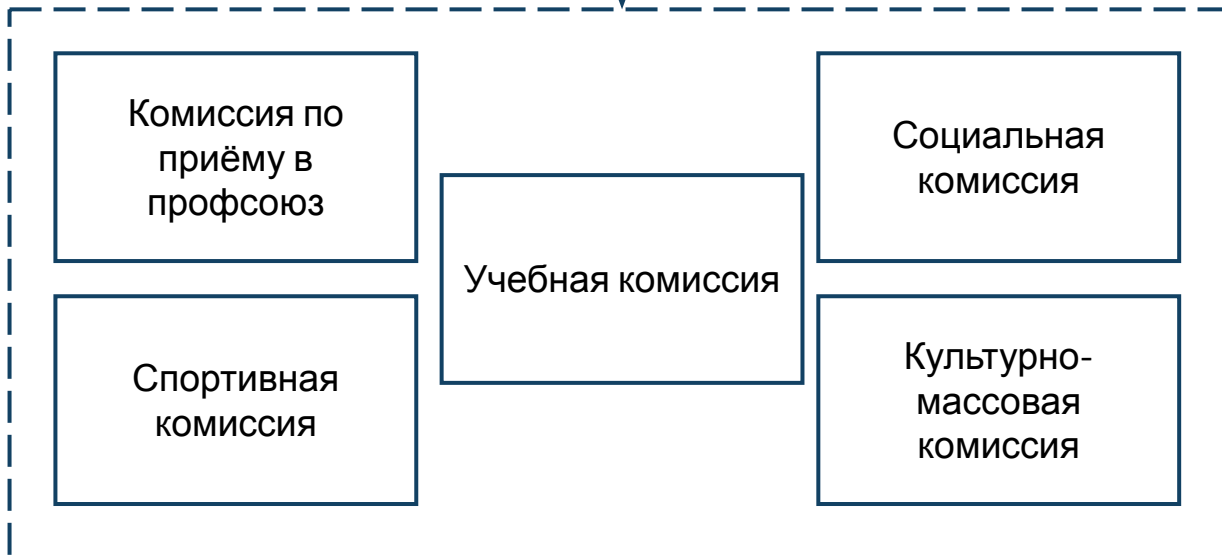 Комиссия по
приёму в
профсоюз
Социальная
комиссия
Учебная комиссия
Спортивная
комиссия
Культурно-
массовая
комиссия